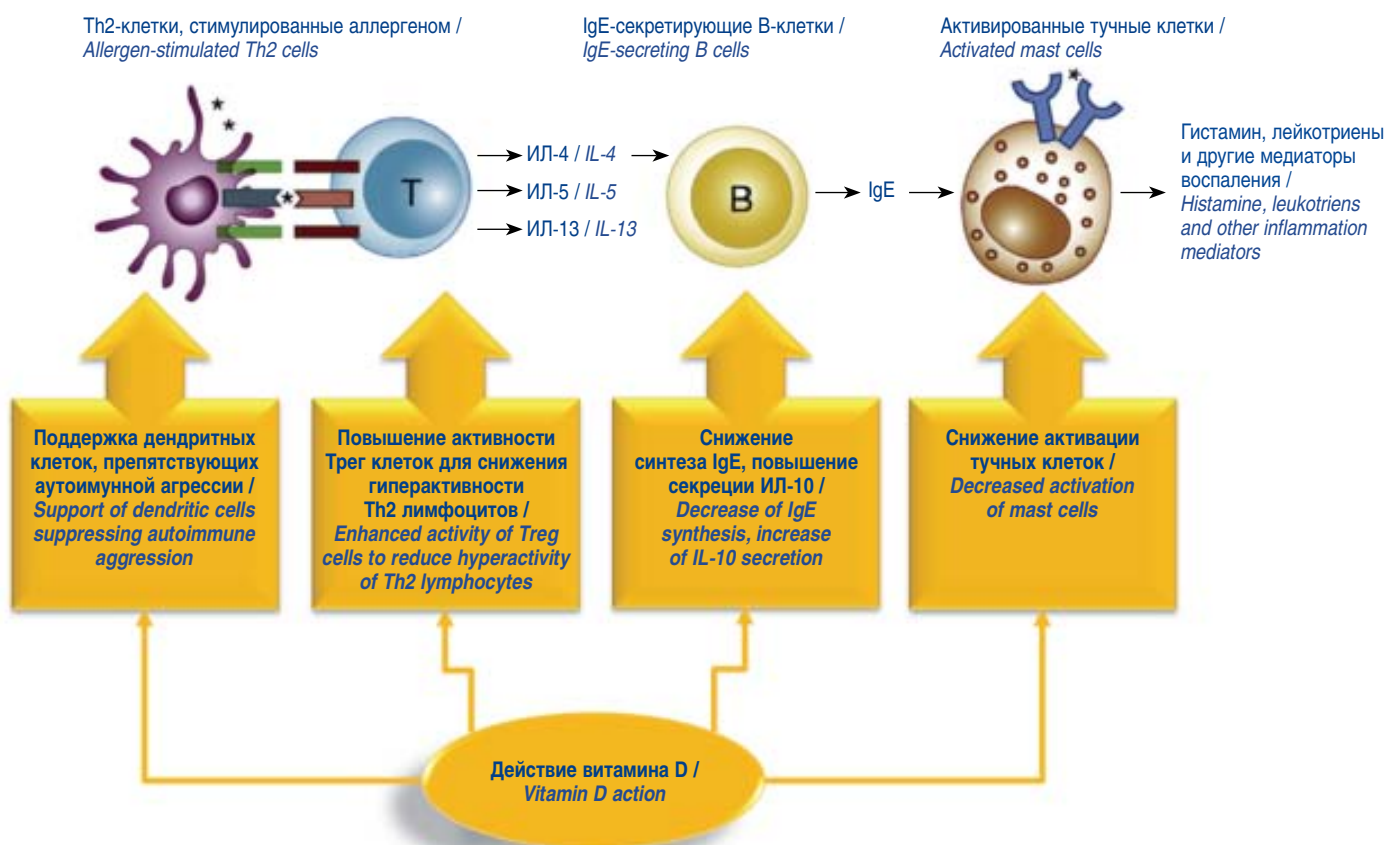 Th2-клетки, стимулированные аллергеном /
Allergen-stimulated Th2 cells
IgE-секретирующие В-клетки /
IgE-secreting B cells
Активированные тучные клетки /
Activated mast cells
T
ИЛ-4 / IL-4
ИЛ-5 / IL-5
ИЛ-13 / IL-13
B
IgE
Гистамин, лейкотриены
и другие медиаторы
воспаления /
Histamine, leukotriens
and other inflammation
mediators
Поддержка дендритных
клеток, препятствующих
аутоимунной агрессии /
Support of dendritic cells
suppressing autoimmune
aggression
Повышение активности
Трег клеток для снижения
гиперактивности
Th2 лимфоцитов /
Enhanced activity of Treg
cells to reduce hyperactivity
of Th2 lymphocytes
Снижение
синтеза IgE, повышение
секреции ИЛ-10 /
Decrease of IgE
synthesis, increase
of IL-10 secretion
Снижение активации
тучных клеток /
Decreased activation
of mast cells
Действие витамина D /
Vitamin D action